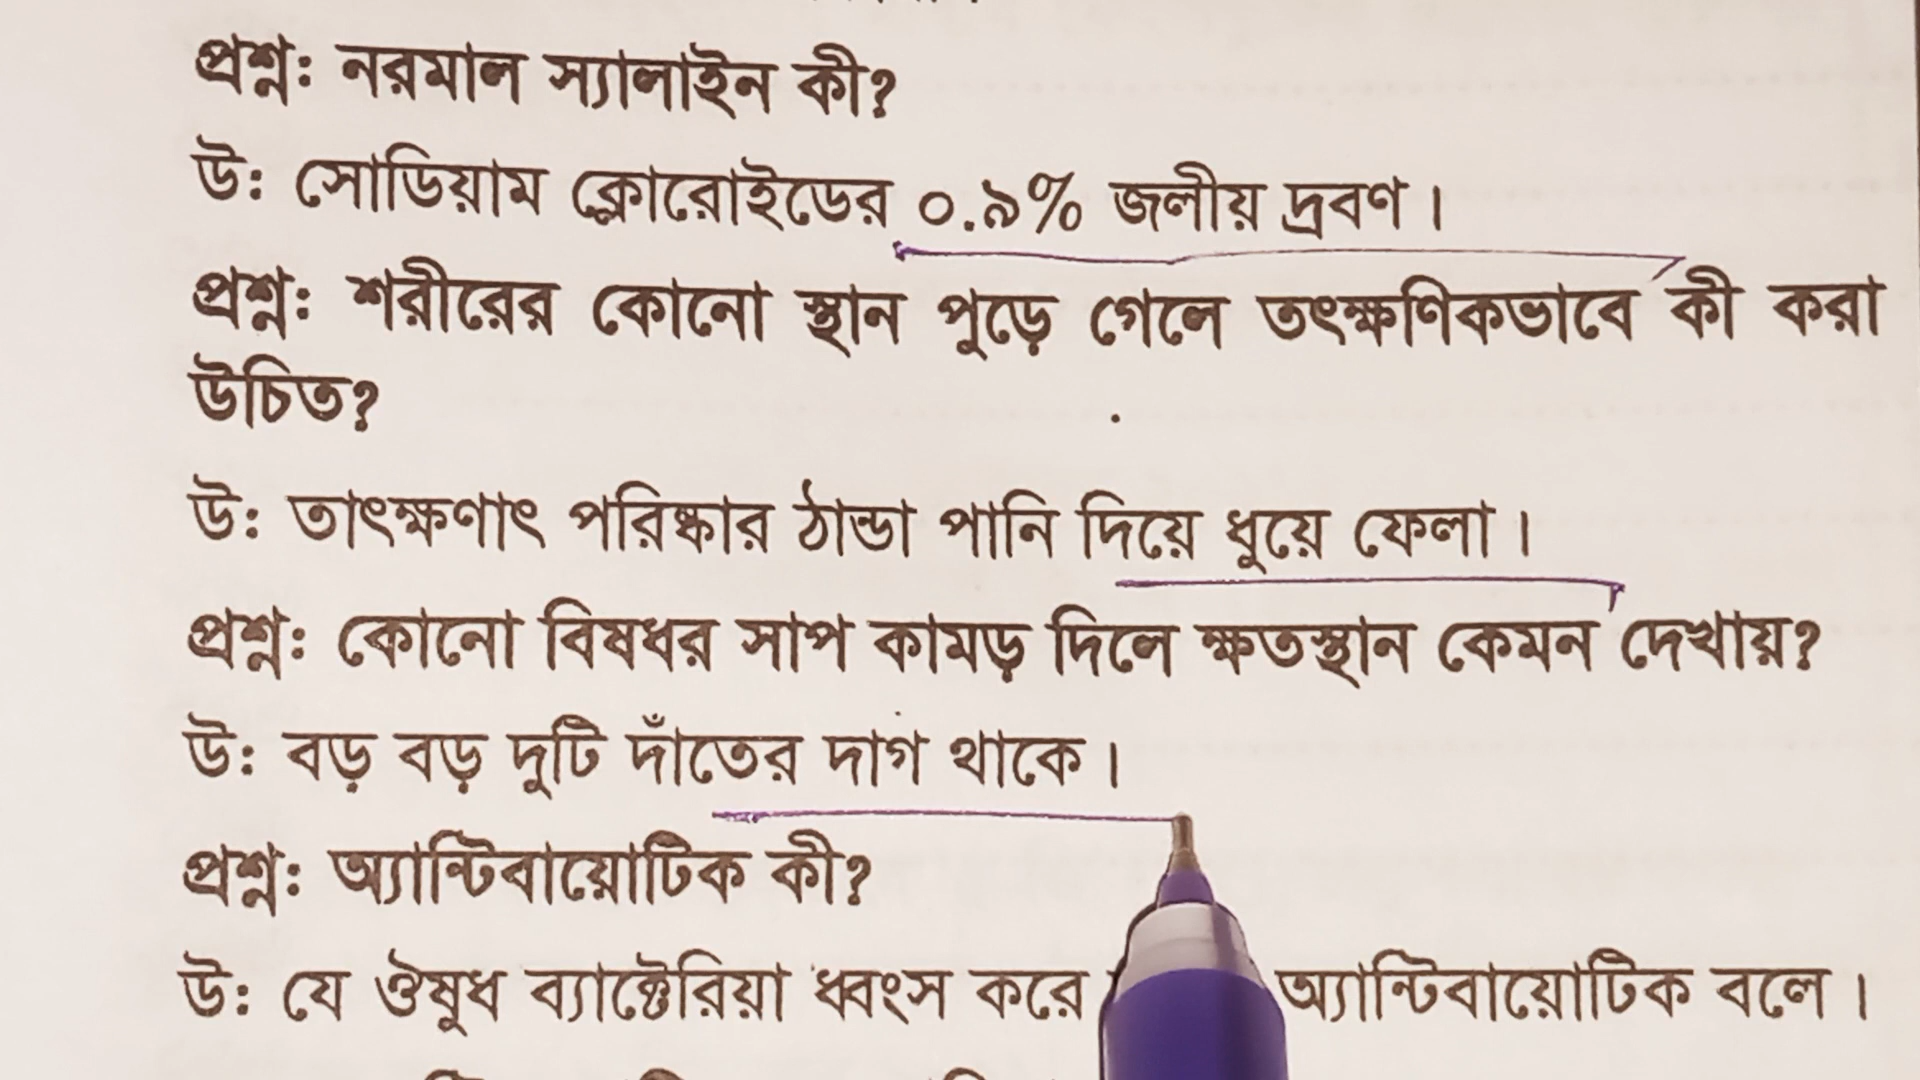 প্রশ্ন: নরমাল স্যালাইন কী?
উ: সোডিয়াম ক্লোরোইডের ০.৯% জলীয় দ্রবণ।
প্রশ্ন: শরীরের কোনো স্থান পুড়ে গেলে তৎক্ষণিকভাবে কী করা
উচিত?
উ: তাৎক্ষণাৎ পরিষ্কার ঠান্ডা পানি দিয়ে ধুয়ে ফেলা।
প্রশ্ন: কোনো বিষধর সাপ কামড় দিলে ক্ষতস্থান কেমন দেখায়?
উ: বড় বড় দুটি দাঁতের দাগ থাকে।
প্রশ্ন: অ্যান্টিবায়োটিক কী?
উ: যে ঔষুধ ব্যাক্টেরিয়া ধ্বংস করে অ্যান্টিবায়োটিক বলে।